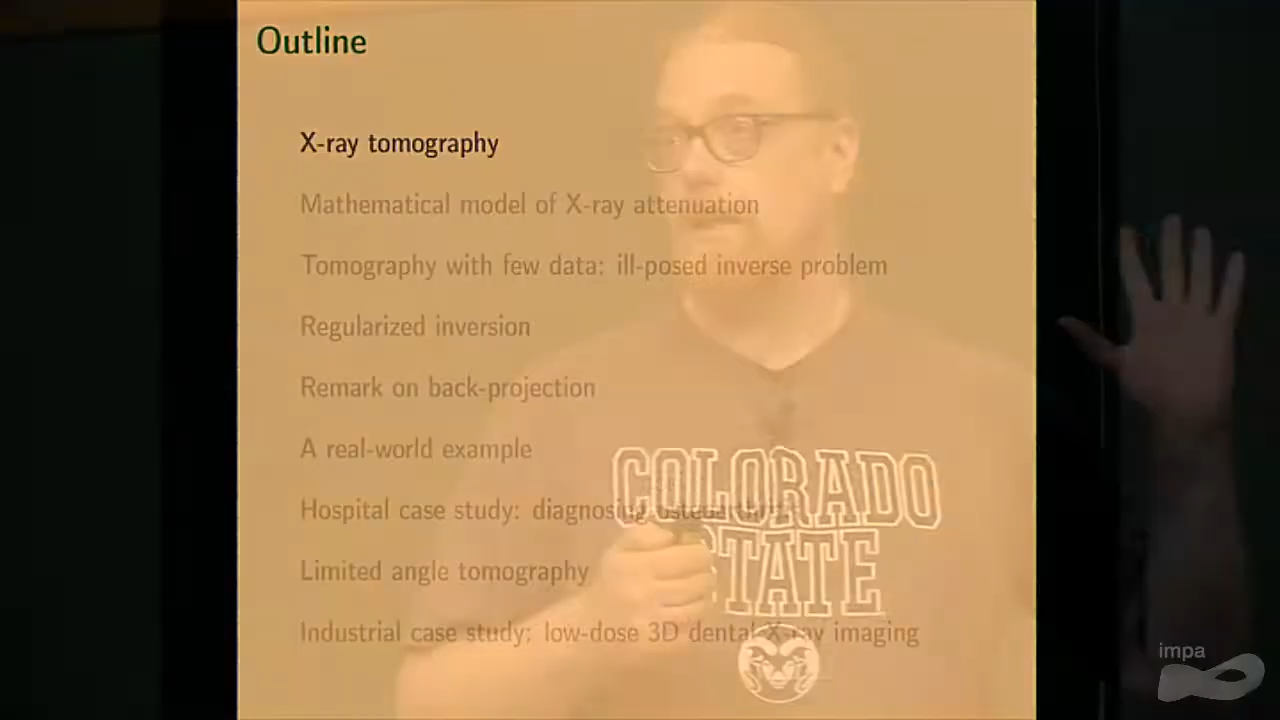 Outline
X-ray tomography
Mathematical model of X-ray attenuation
Tomography with few data: ill-posed inverse problem
Regularized inversion
Remark on back-projection
A real-world example
Hospital case study: diagnosing osteoarthritis
Limited angle tomography
Industrial case study: low-dose 3D dental X-ray imaging
COLORADO
STATE
impa